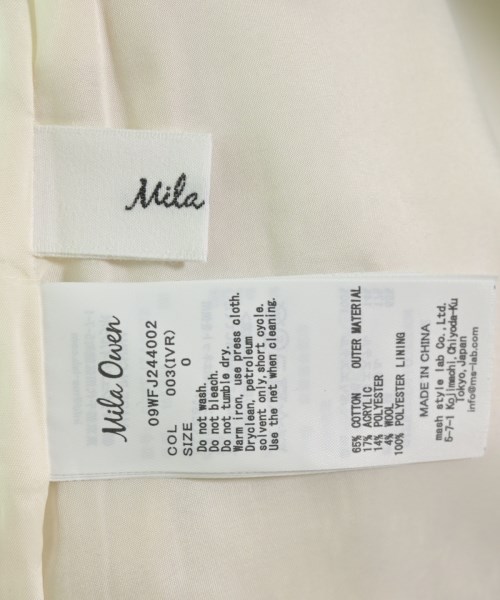 Mila
Mila Owen
09WFJ244002
COL 003(IVR)
SIZE 0
Do not wash.
Do not bleach.
Do not tumble dry.
Warm iron, use press cloth.
Dryclean, petroleum
solvent only,short cycle.
Use the net when cleaning.
65% COTTON OUTER MATERIAL
17% ACRYLIC
14% POLYESTER
4% WOOL
100% POLYESTER LINING
MADE IN CHINA
mash style lab Co., Ltd.
5-7-1 Kojimachi, Chiyoda-Ku
Tokyo, Japan
info@ms-lab.com